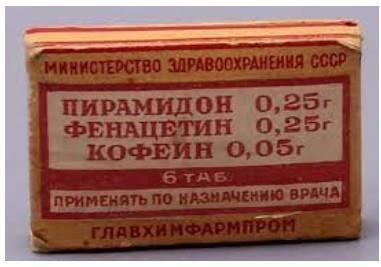 МИНИСТЕРСТВО ЗДРАВООХРАНЕНИЯ СССР
ПИРАМИДОН 0,25г
ФЕНАЦЕТИН 0,25г
КОФЕИН 0,05г
6 ТАБ.
ПРИМЕНЯТЬ ПО НАЗНАЧЕНИЮ ВРАЧА
ГЛАВХИМФАРМПРОМ